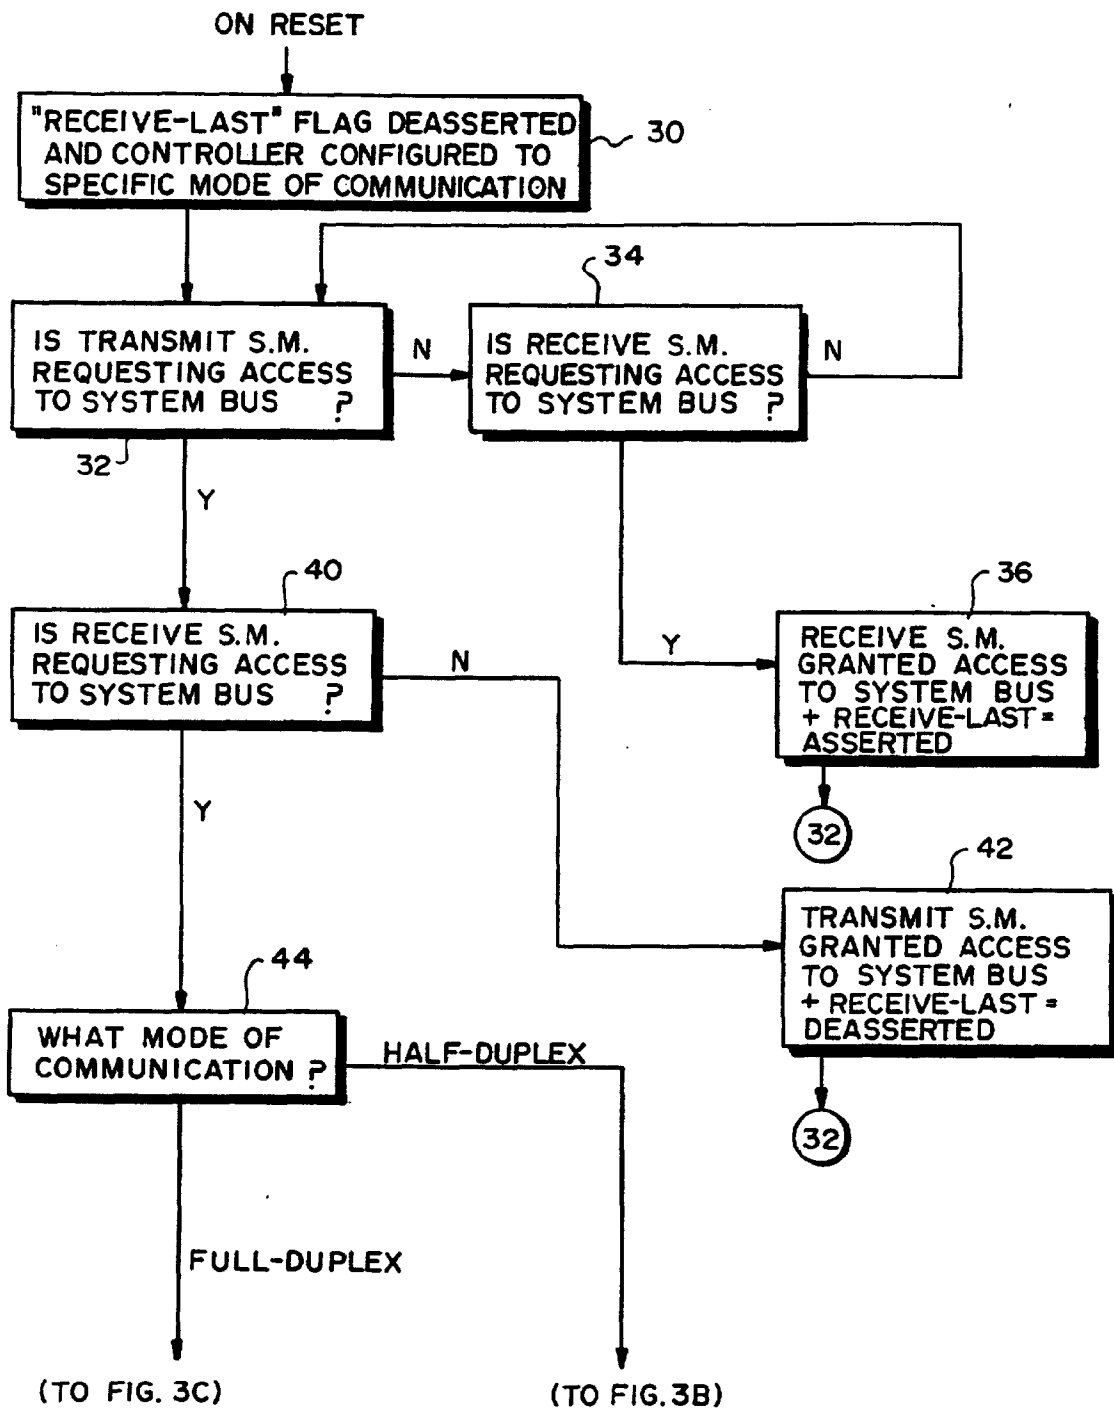 ON RESET
"RECEIVE-LAST" FLAG DEASSERTED
AND CONTROLLER CONFIGURED TO
SPECIFIC MODE OF COMMUNICATION
30
34
IS TRANSMIT S.M.
REQUESTING ACCESS
TO SYSTEM BUS ?
32
N
IS RECEIVE S.M.
REQUESTING ACCESS
TO SYSTEM BUS ?
N
Y
40
IS RECEIVE S.M.
REQUESTING ACCESS
TO SYSTEM BUS ?
N
Y
36
RECEIVE S.M.
GRANTED ACCESS
TO SYSTEM BUS
+ RECEIVE-LAST =
ASSERTED
32
Y
42
TRANSMIT S.M.
GRANTED ACCESS
TO SYSTEM BUS
+ RECEIVE-LAST =
DEASSERTED
32
44
WHAT MODE OF
COMMUNICATION ?
HALF-DUPLEX
FULL-DUPLEX
(TO FIG. 3C)
(TO FIG. 3B)